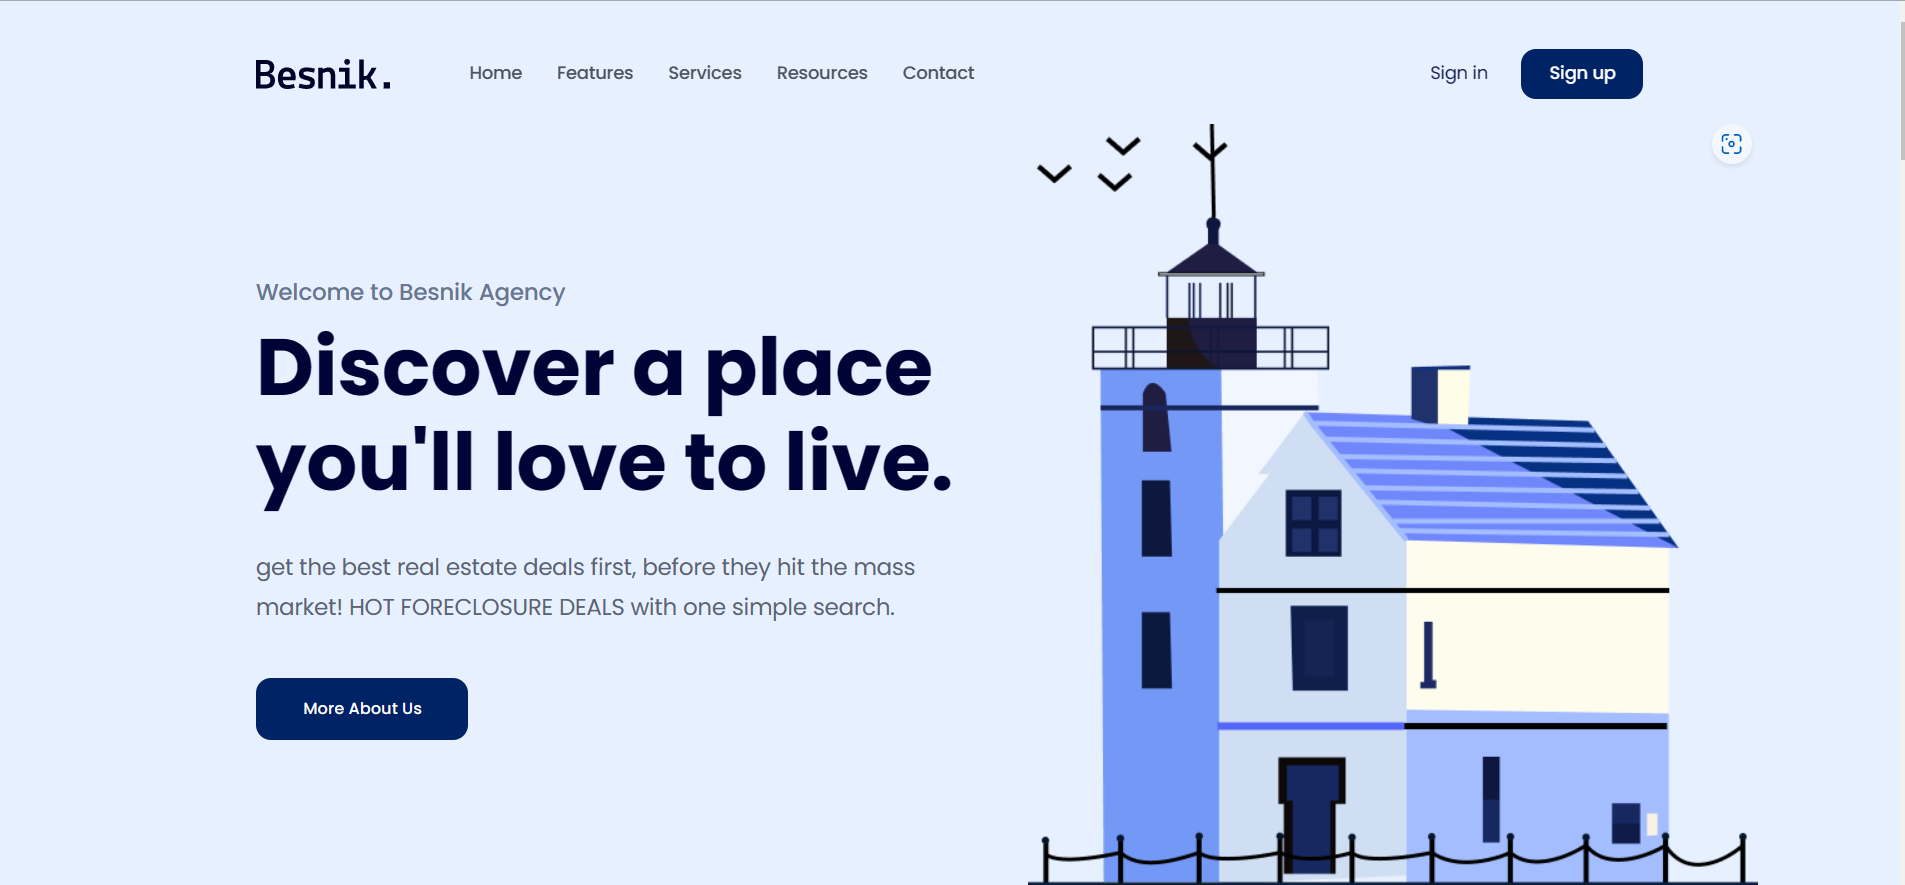 Besnik.
Home Features Services Resources Contact
Sign in
Sign up
Welcome to Besnik Agency
Discover a place
you'll love to live.
get the best real estate deals first, before they hit the mass
market! HOT FORECLOSURE DEALS with one simple search.
More About Us